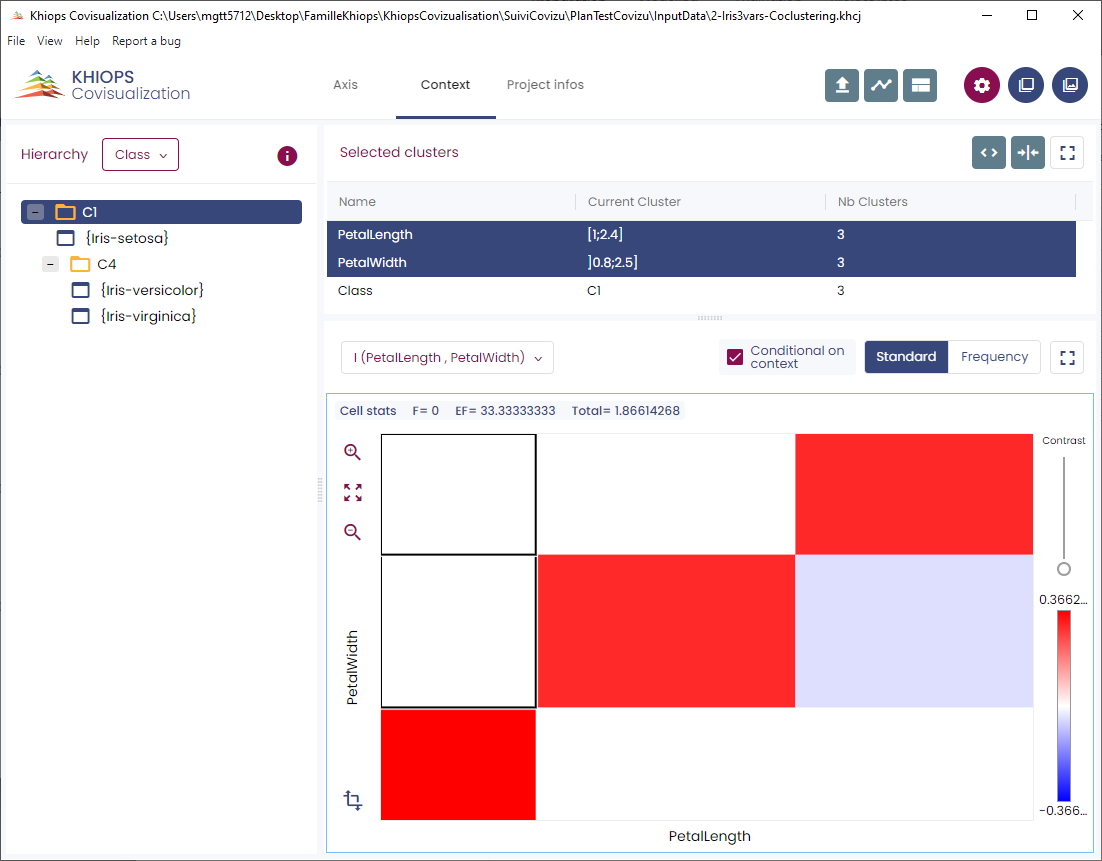 Khiops Covisualization C:\Users\mgtt5712\Desktop\FamilleKhiops\KhiopsCovizualisation\SuiviCovizu\PlanTestCovizu\InputData\2-Iris3vars-Coclustering.khcj
File View Help Report a bug
KHIOPS
Covisualization
Axis Context Project infos
Hierarchy Class
Selected clusters
Name Current Cluster Nb Clusters
PetalLength [1;2.4] 3
PetalWidth ]0.8;2.5] 3
Class C1 3
C1
{Iris-setosa}
C4
{Iris-versicolor}
{Iris-virginica}
I (PetalLength , PetalWidth)
Conditional on
context
Standard Frequency
Cell stats F= 0 EF= 33.33333333 Total= 1.86614268
Contrast
0.3662...
-0.366...
PetalWidth
PetalLength